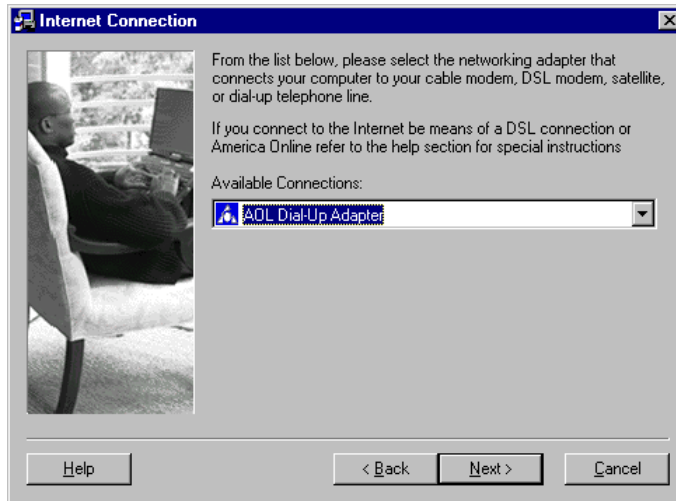 Internet Connection
From the list below, please select the networking adapter that
connects your computer to your cable modem, DSL modem, satellite,
or dial-up telephone line.
If you connect to the Internet be means of a DSL connection or
America Online refer to the help section for special instructions
Available Connections:
AOL Dial-Up Adapter
Help
< Back
Next >
Cancel